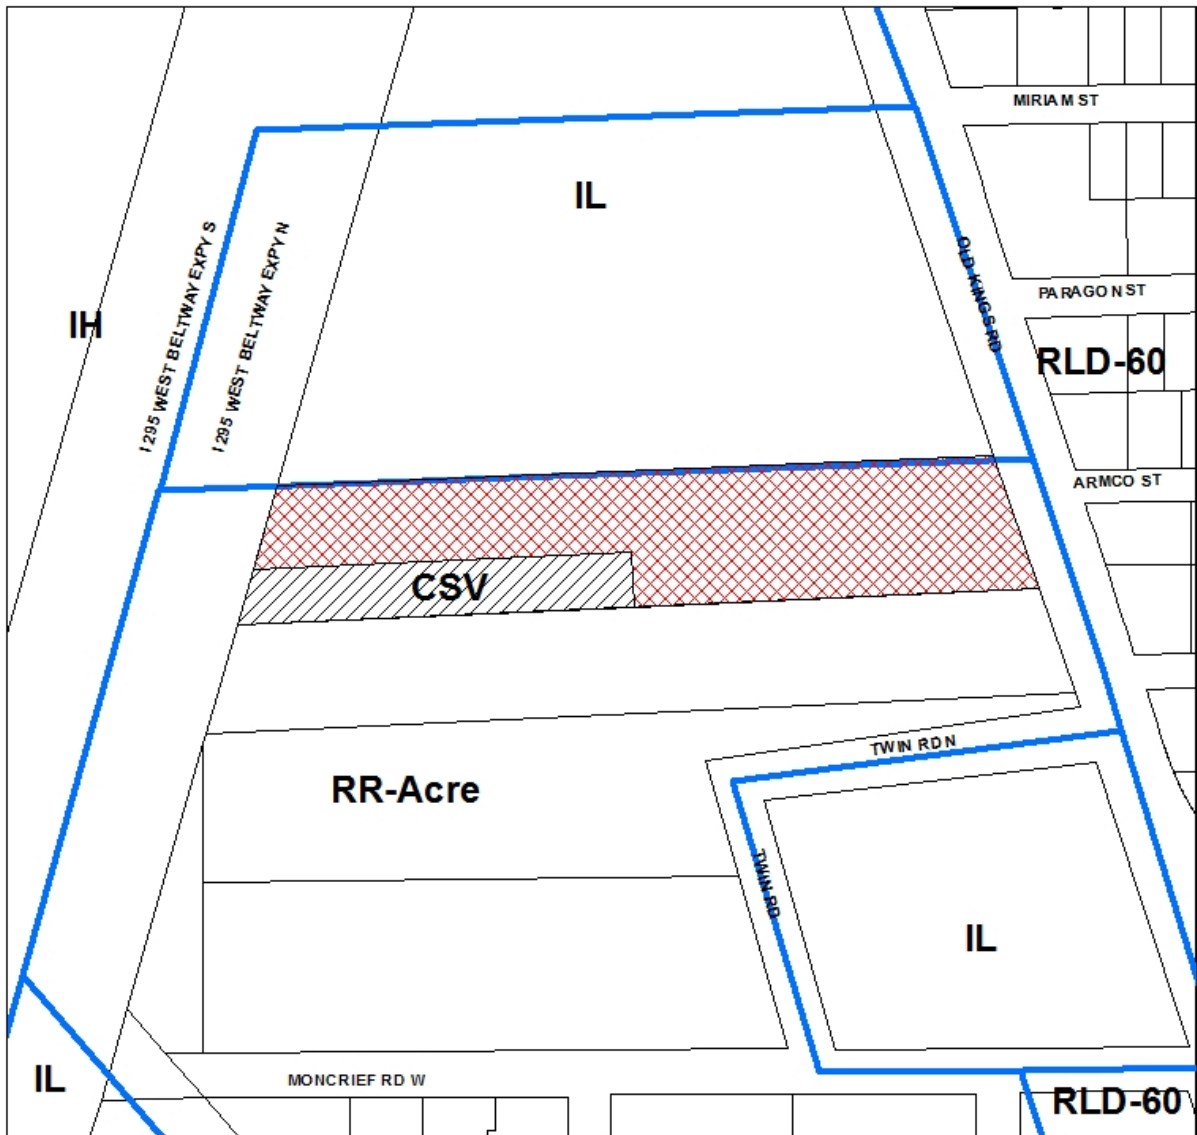 MIRIAM ST
IL
OLD KINGS RD
I 295 WEST BELTWAY EXPY S
I 295 WEST BELTWAY EXPY N
PARAGON ST
IH
RLD-60
ARMCO ST
CSV
TWIN RD N
RR-Acre
TWIN RD
IL
IL
MONCRIEF RD W
RLD-60